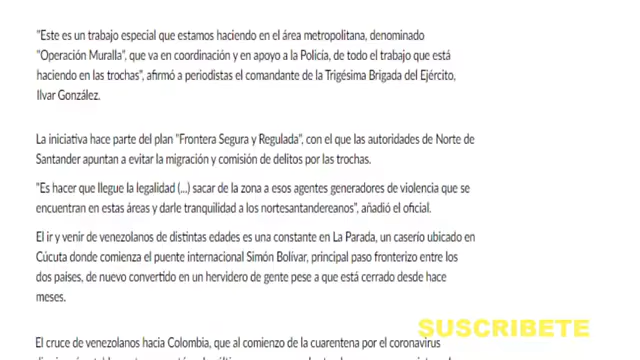 "Este es un trabajo especial que estamos haciendo en el área metropolitana, denominado
"Operación Muralla", que va en coordinación y en apoyo a la Policía, de todo el trabajo que está
haciendo en las trochas", afirmó a periodistas el comandante de la Trigésima Brigada del Ejército,
Ilvar González.
La iniciativa hace parte del plan "Frontera Segura y Regulada", con el que las autoridades de Norte de
Santander apuntan a evitar la migración y comisión de delitos por las trochas.
"Es hacer que llegue la legalidad (...) sacar de la zona a esos agentes generadores de violencia que se
encuentran en estas áreas y darle tranquilidad a los nortesantandereanos", añadió el oficial.
El ir y venir de venezolanos de distintas edades es una constante en La Parada, un caserío ubicado en
Cúcuta donde comienza el puente internacional Simón Bolívar, principal paso fronterizo entre los
dos países, de nuevo convertido en un hervidero de gente pese a que está cerrado desde hace
meses.
SUSCRIBETE
El cruce de venezolanos hacia Colombia, que al comienzo de la cuarentena por el coronavirus